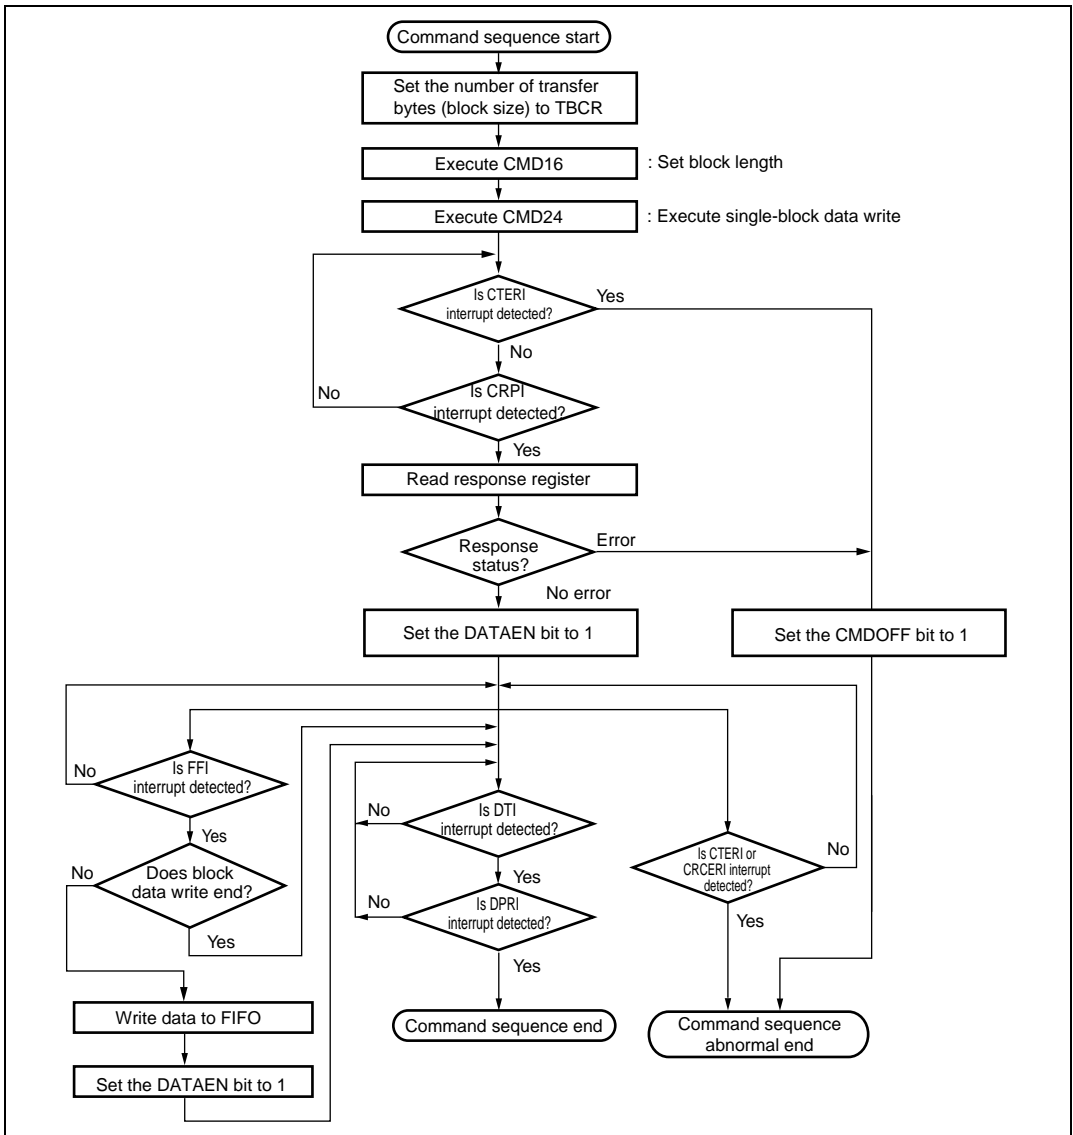 Command sequence start
Set the number of transfer
bytes (block size) to TBCR
Execute CMD16
: Set block length
Execute CMD24
: Execute single-block data write
Is CTERI
interrupt detected?
Yes
No
Is CRPI
interrupt detected?
No
Yes
Read response register
Response
status?
Error
No error
Set the DATAEN bit to 1
Set the CMDOFF bit to 1
Is FFI
interrupt detected?
No
Yes
Is DTI
interrupt detected?
No
Yes
Is CTERI or
CRCERI interrupt
detected?
No
Yes
Does block
data write end?
No
Yes
Is DPRI
interrupt detected?
No
Yes
Write data to FIFO
Set the DATAEN bit to 1
Command sequence end
Command sequence
abnormal end